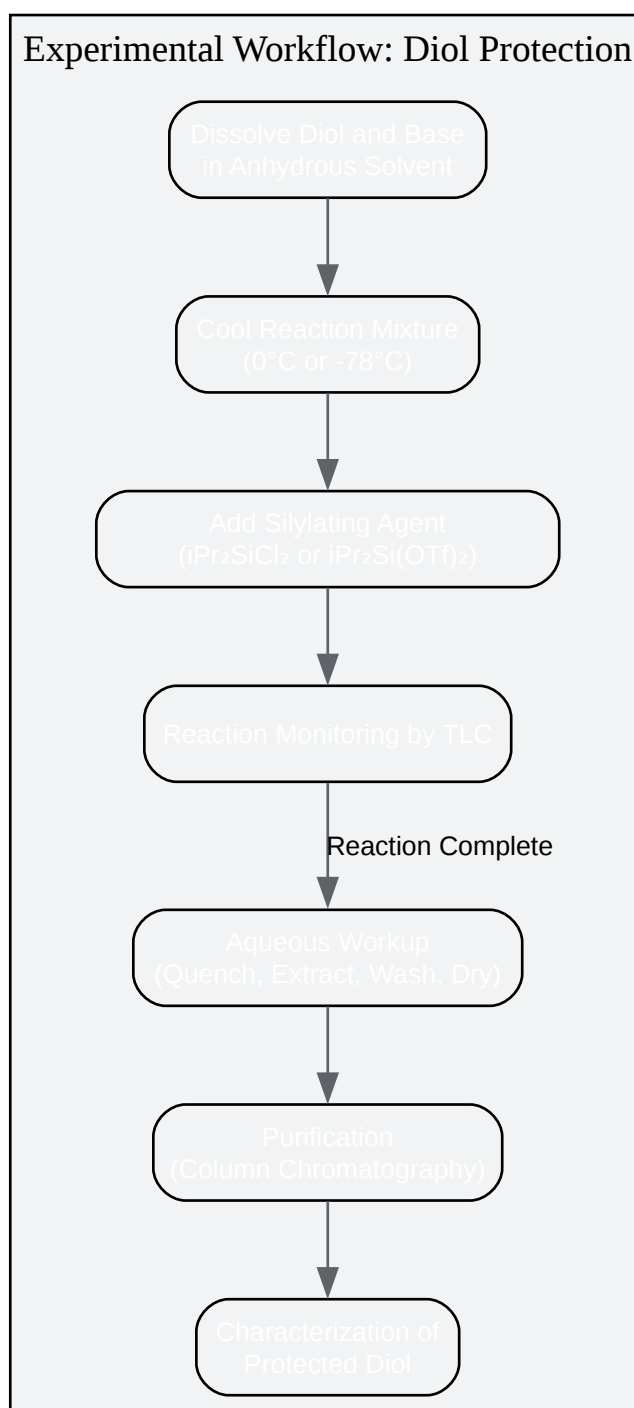 Experimental Workflow: Diol Protection
Dissolve Diol and Base
in Anhydrous Solvent
Cool Reaction Mixture
(0°C or -78°C)
Add Silylating Agent
(iPr₂SiCl₂ or iPr₂Si(OTf)₂)
Reaction Monitoring by TLC
Reaction Complete
Aqueous Workup
(Quench, Extract, Wash, Dry)
Purification
(Column Chromatography)
Characterization of
Protected Diol